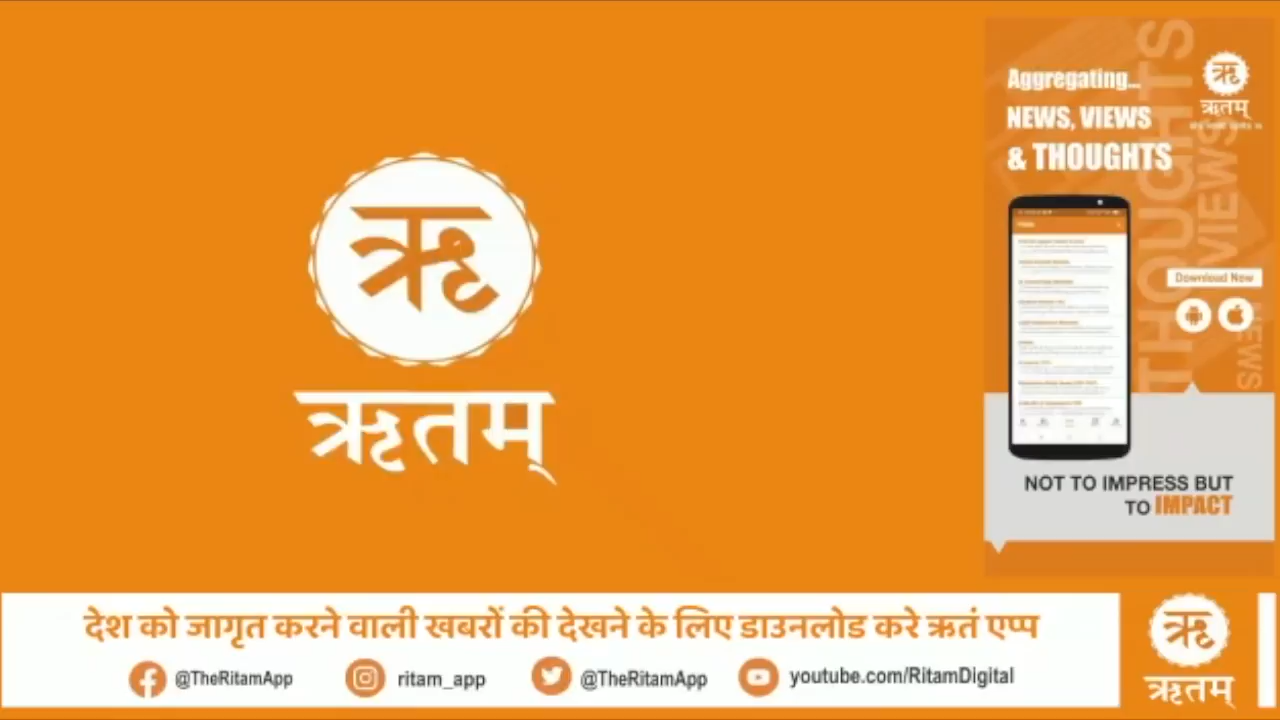 ऋ
ऋतम्
Aggregating...
NEWS, VIEWS
& THOUGHTS
ऋ
ऋतम्
THOUGHTS
VIEWS
NEWS
Download Now
NOT TO IMPRESS BUT
TO IMPACT
देश को जागृत करने वाली खबरों की देखने के लिए डाउनलोड करे ऋतं एप्प
@TheRitamApp ritam_app @TheRitamApp youtube.com/RitamDigital
ऋ
ऋतम्